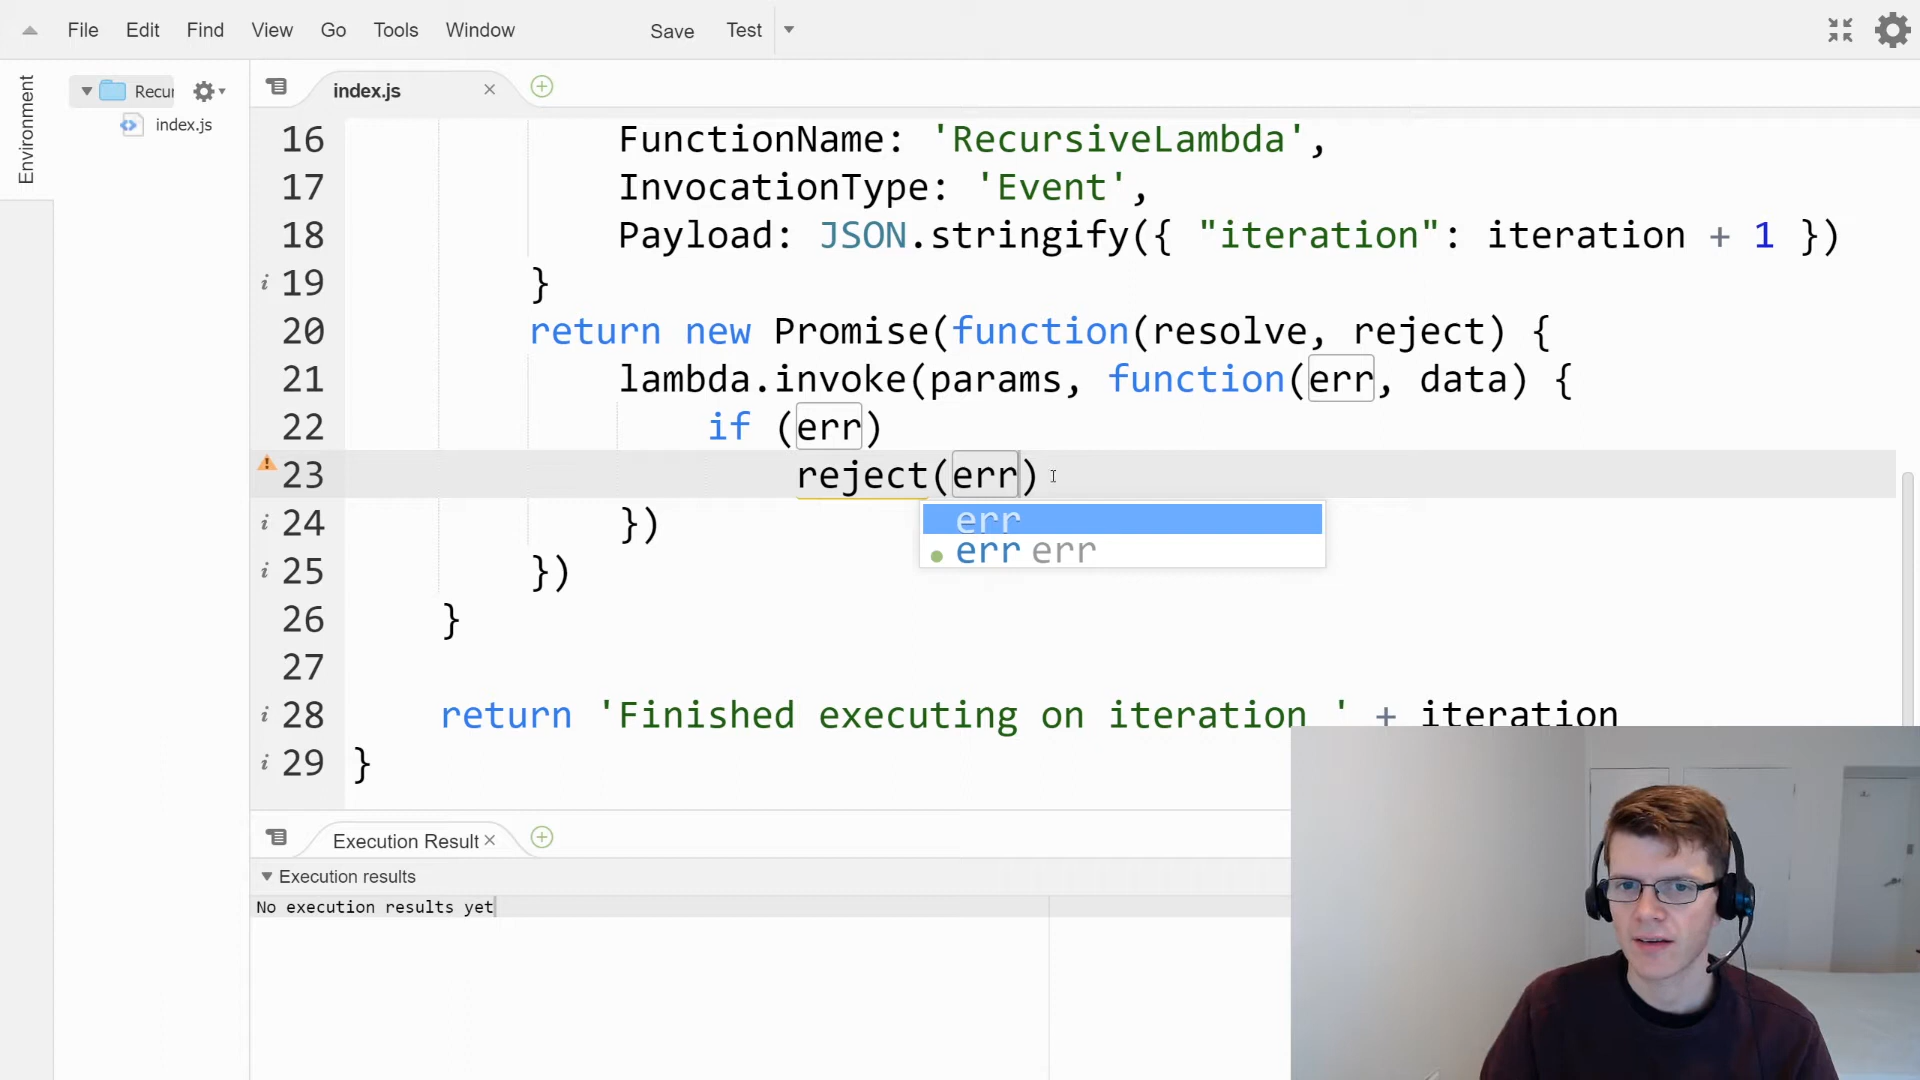 File Edit Find View Go Tools Window Save Test
Environment
Recur
index.js
index.js
16 FunctionName: 'RecursiveLambda',
17 InvocationType: 'Event',
18 Payload: JSON.stringify({ "iteration": iteration + 1 })
19 }
20 return new Promise(function(resolve, reject) {
21 lambda.invoke(params, function(err, data) {
22 if (err)
23 reject(err)
err
err err
24 })
25 })
26 }
27
28 return 'Finished executing on iteration ' + iteration
29 }
Execution Result
Execution results
No execution results yet